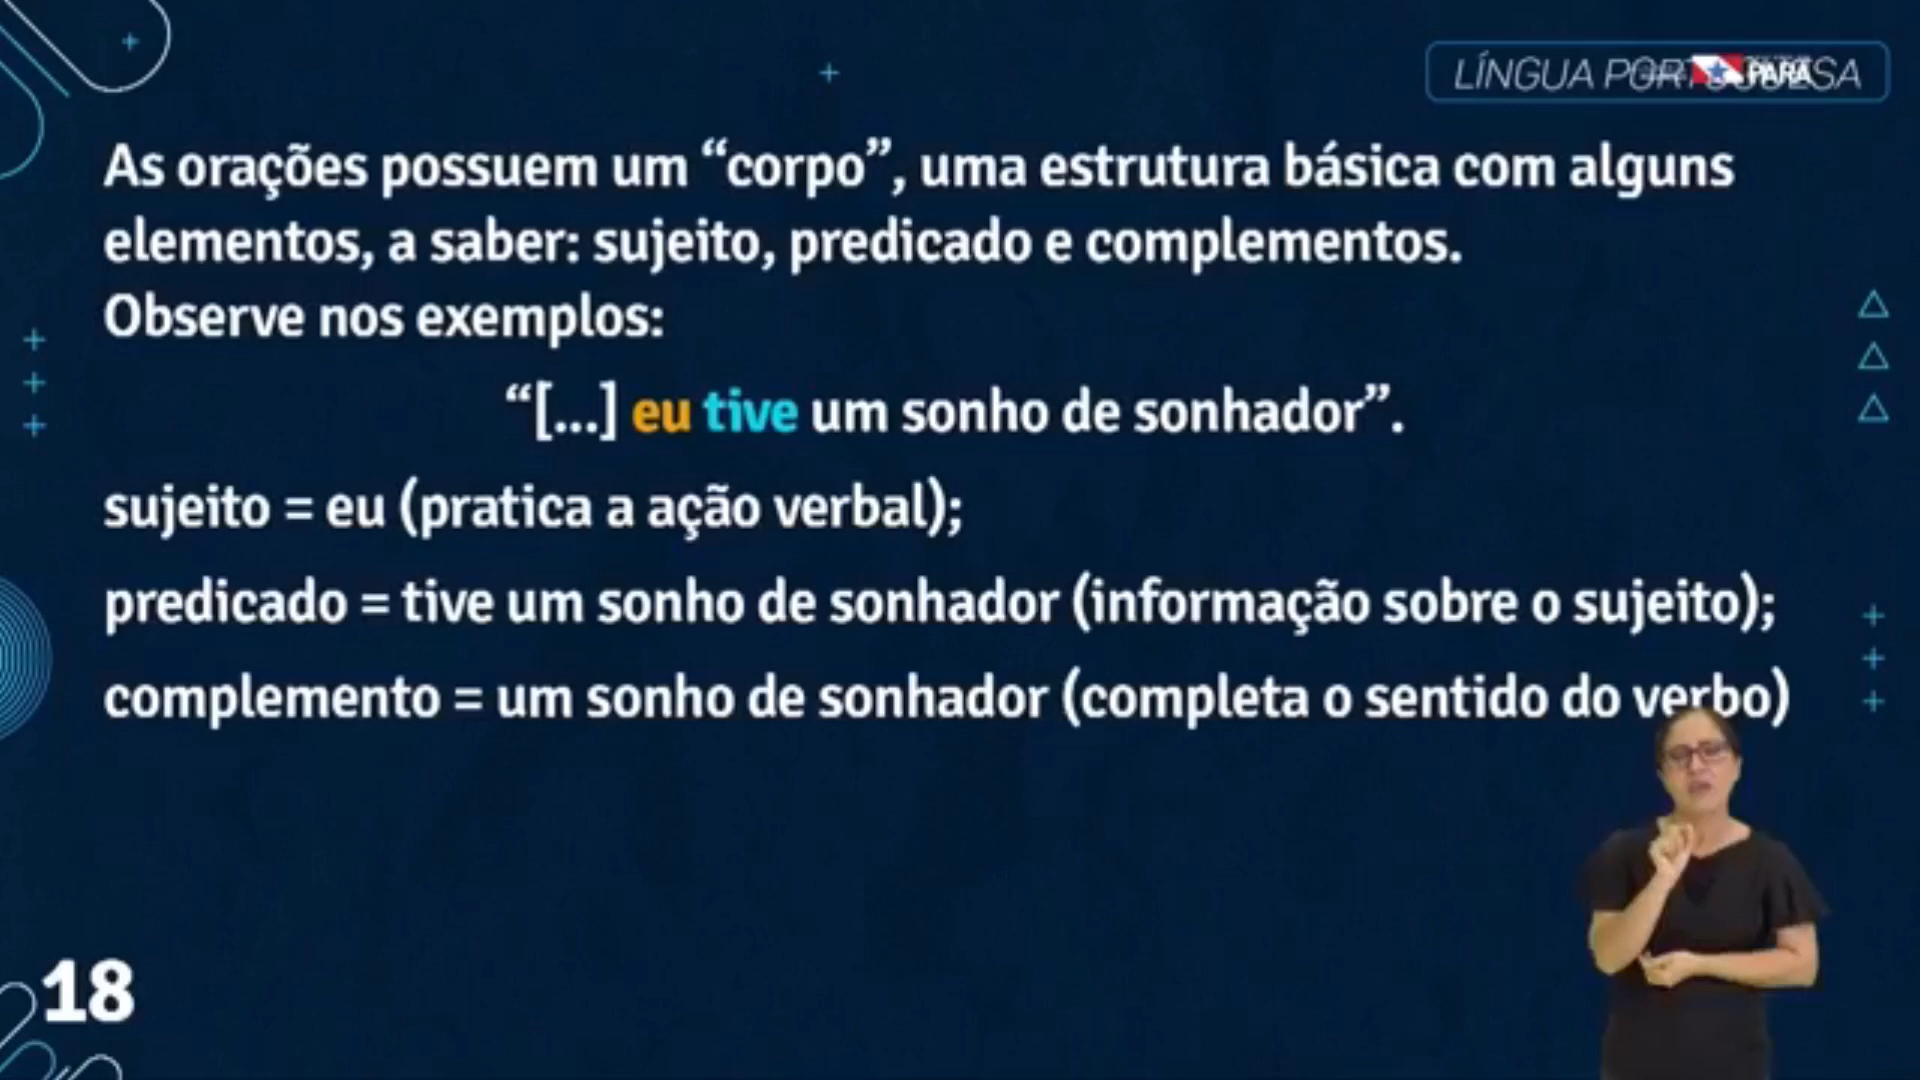 LÍNGUA PORTUGUESA
PARÁ
As orações possuem um “corpo”, uma estrutura básica com alguns
elementos, a saber: sujeito, predicado e complementos.
Observe nos exemplos:
“[...] eu tive um sonho de sonhador”.
sujeito = eu (pratica a ação verbal);
predicado = tive um sonho de sonhador (informação sobre o sujeito);
complemento = um sonho de sonhador (completa o sentido do verbo)
18